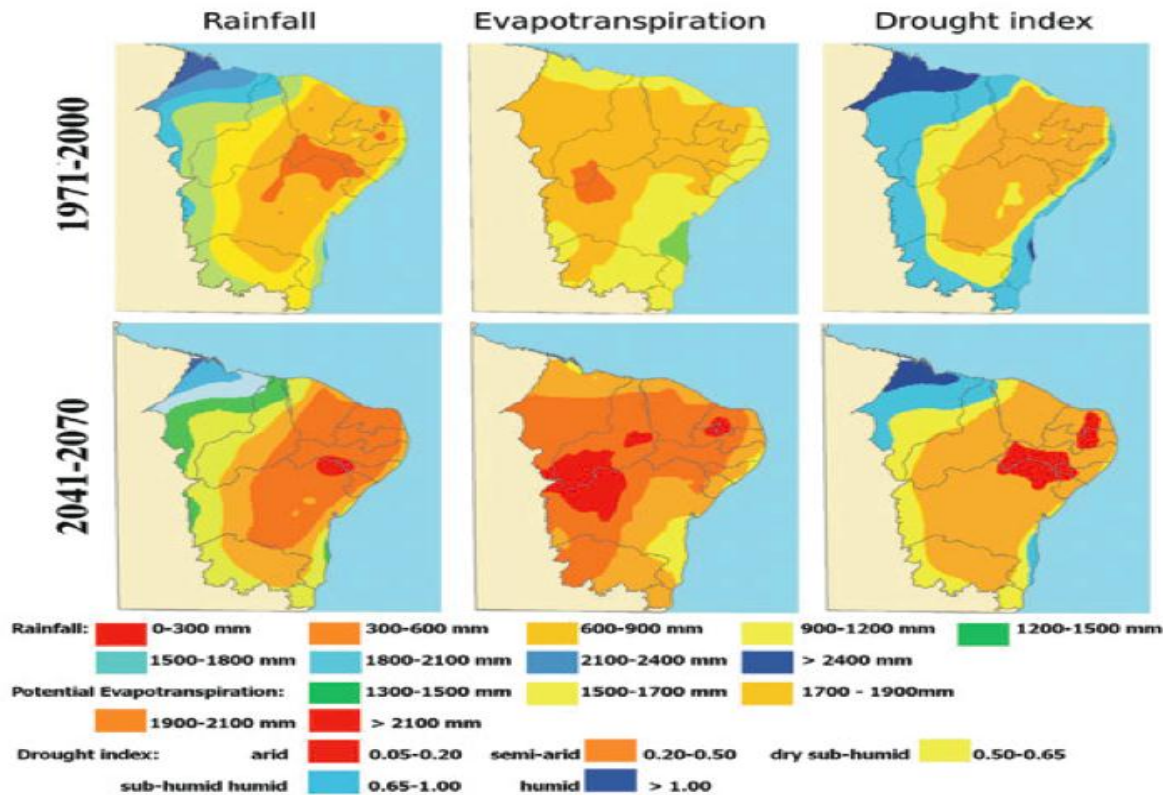 Rainfall
Evapotranspiration
Drought index
1971-2000
2041-2070
Rainfall: 0-300 mm 300-600 mm 600-900 mm 900-1200 mm 1200-1500 mm
1500-1800 mm 1800-2100 mm 2100-2400 mm > 2400 mm
Potential Evapotranspiration: 1300-1500 mm 1500-1700 mm 1700 - 1900mm
1900-2100 mm > 2100 mm
Drought index: arid 0.05-0.20 semi-arid 0.20-0.50 dry sub-humid 0.50-0.65
sub-humid humid 0.65-1.00 humid > 1.00